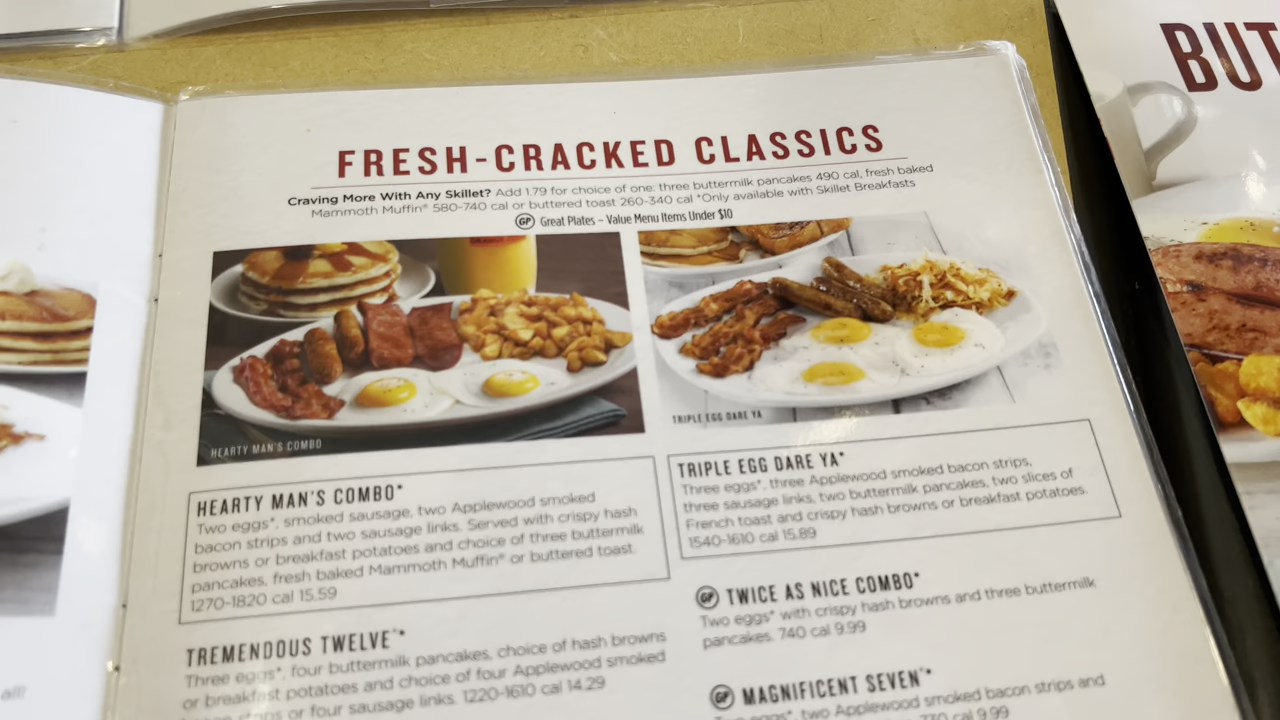 BUT
FRESH-CRACKED CLASSICS
Craving More With Any Skillet? Add 1.79 for choice of one: three buttermilk pancakes 490 cal, fresh baked
Mammoth Muffin® 580-740 cal or buttered toast 260-340 cal *Only available with Skillet Breakfasts
GP Great Plates – Value Menu Items Under $10
HEARTY MAN'S COMBO
TRIPLE EGG DARE YA
HEARTY MAN'S COMBO*
Two eggs*, smoked sausage, two Applewood smoked
bacon strips and two sausage links. Served with crispy hash
browns or breakfast potatoes and choice of three buttermilk
pancakes, fresh baked Mammoth Muffin® or buttered toast.
1270-1820 cal 15.59
TRIPLE EGG DARE YA*
Three eggs*, three Applewood smoked bacon strips,
three sausage links, two buttermilk pancakes, two slices of
French toast and crispy hash browns or breakfast potatoes.
1540-1610 cal 15.89
TREMENDOUS TWELVE**
Three eggs*, four buttermilk pancakes, choice of hash browns
or breakfast potatoes and choice of four Applewood smoked
or four sausage links. 1220-1610 cal 14.29
GP TWICE AS NICE COMBO*
Two eggs* with crispy hash browns and three buttermilk
pancakes. 740 cal 9.99
GP MAGNIFICENT SEVEN**
Two eggs*, two Applewood smoked bacon strips and
cal 9.99
all!